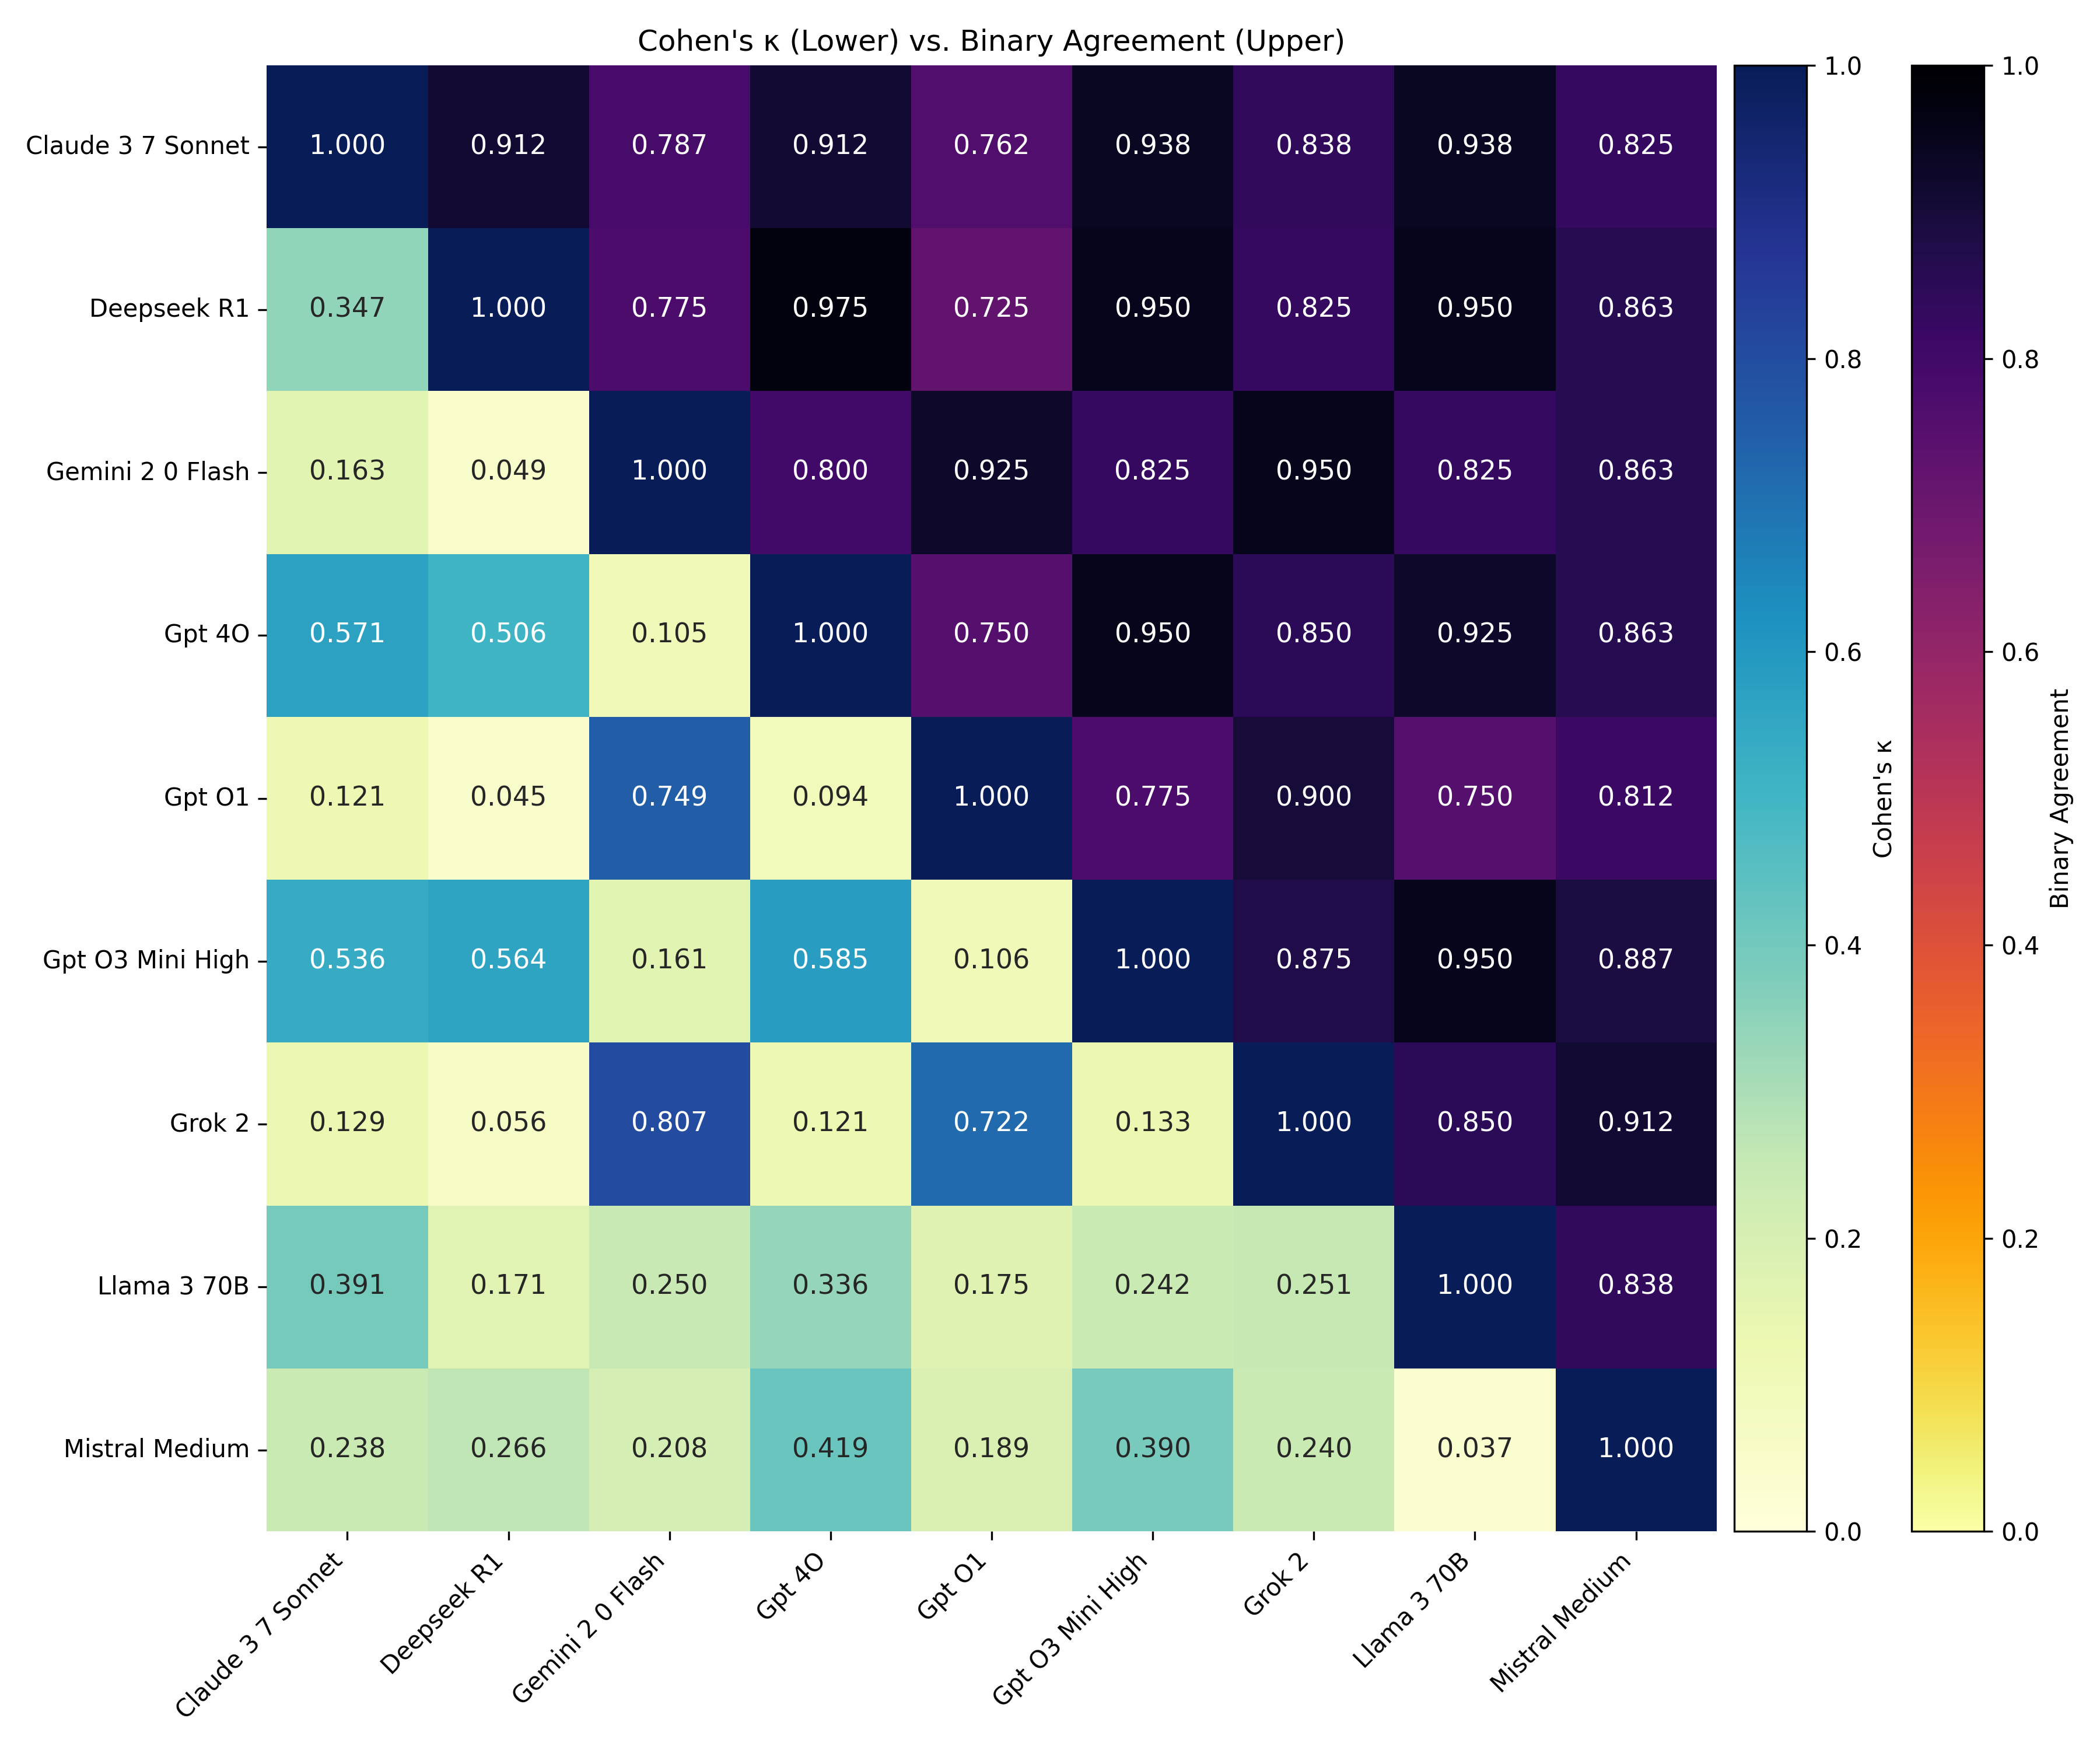 Cohen's κ (Lower) vs. Binary Agreement (Upper)
Claude 3 7 Sonnet 1.000 0.912 0.787 0.912 0.762 0.938 0.838 0.938 0.825
Deepseek R1 0.347 1.000 0.775 0.975 0.725 0.950 0.825 0.950 0.863
Gemini 2 0 Flash 0.163 0.049 1.000 0.800 0.925 0.825 0.950 0.825 0.863
Gpt 4O 0.571 0.506 0.105 1.000 0.750 0.950 0.850 0.925 0.863
Gpt O1 0.121 0.045 0.749 0.094 1.000 0.775 0.900 0.750 0.812
Gpt O3 Mini High 0.536 0.564 0.161 0.585 0.106 1.000 0.875 0.950 0.887
Grok 2 0.129 0.056 0.807 0.121 0.722 0.133 1.000 0.850 0.912
Llama 3 70B 0.391 0.171 0.250 0.336 0.175 0.242 0.251 1.000 0.838
Mistral Medium 0.238 0.266 0.208 0.419 0.189 0.390 0.240 0.037 1.000
Claude 3 7 Sonnet
Deepseek R1
Gemini 2 0 Flash
Gpt 4O
Gpt O1
Gpt O3 Mini High
Grok 2
Llama 3 70B
Mistral Medium
1.0
0.8
0.6
0.4
0.2
0.0
Cohen's κ
1.0
0.8
0.6
0.4
0.2
0.0
Binary Agreement